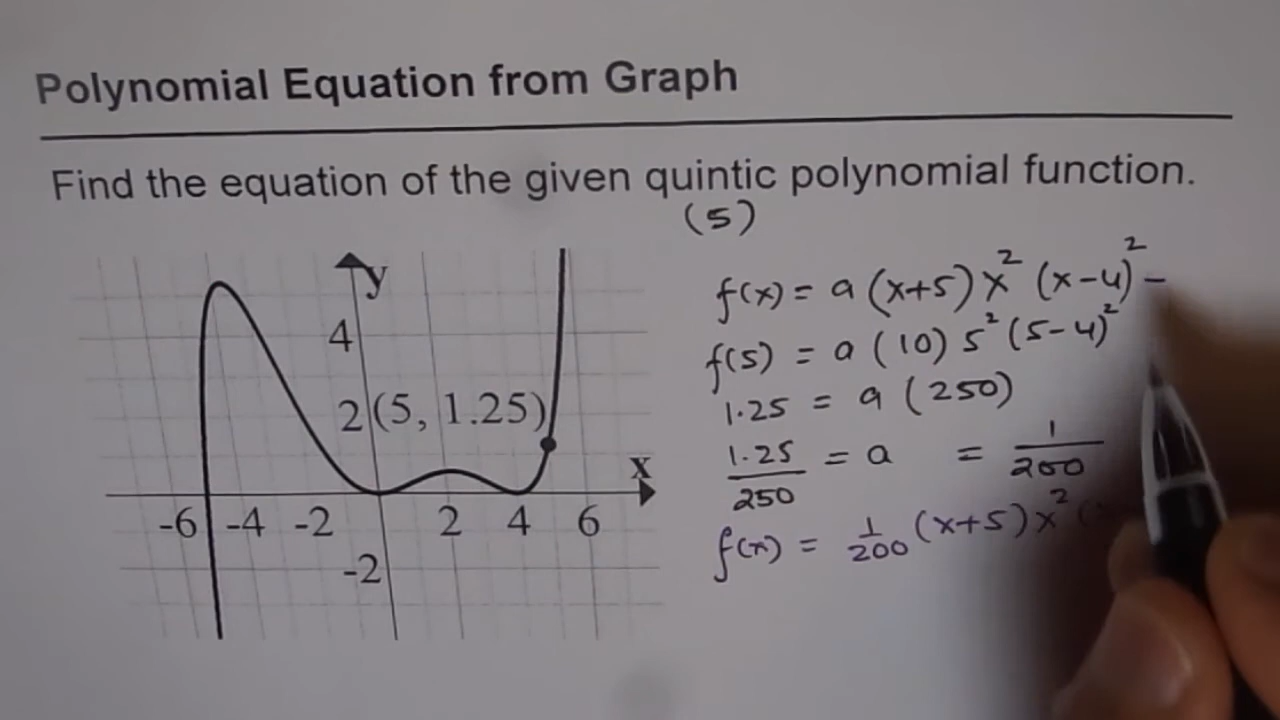 Polynomial Equation from Graph
Find the equation of the given quintic polynomial function.
(5)
y
4
2 (5, 1.25)
x
-6 -4 -2 2 4 6
-2
f(x) = a (x+5) x² (x-4)² -
f(5) = a (10) 5² (5-4)²
1.25 = a (250)
1.25/250 = a = 1/200
f(x) = 1/200 (x+5) x²